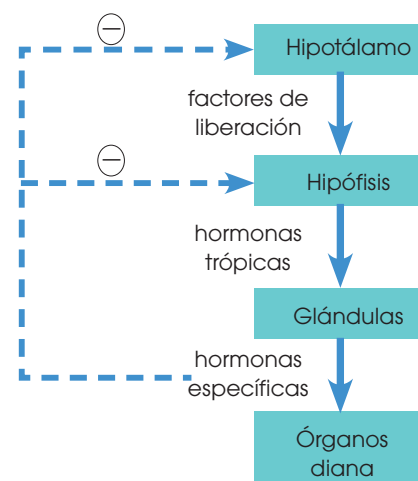 −
Hipotálamo
factores de
liberación
−
Hipófisis
hormonas
trópicas
Glándulas
hormonas
específicas
Órganos
diana